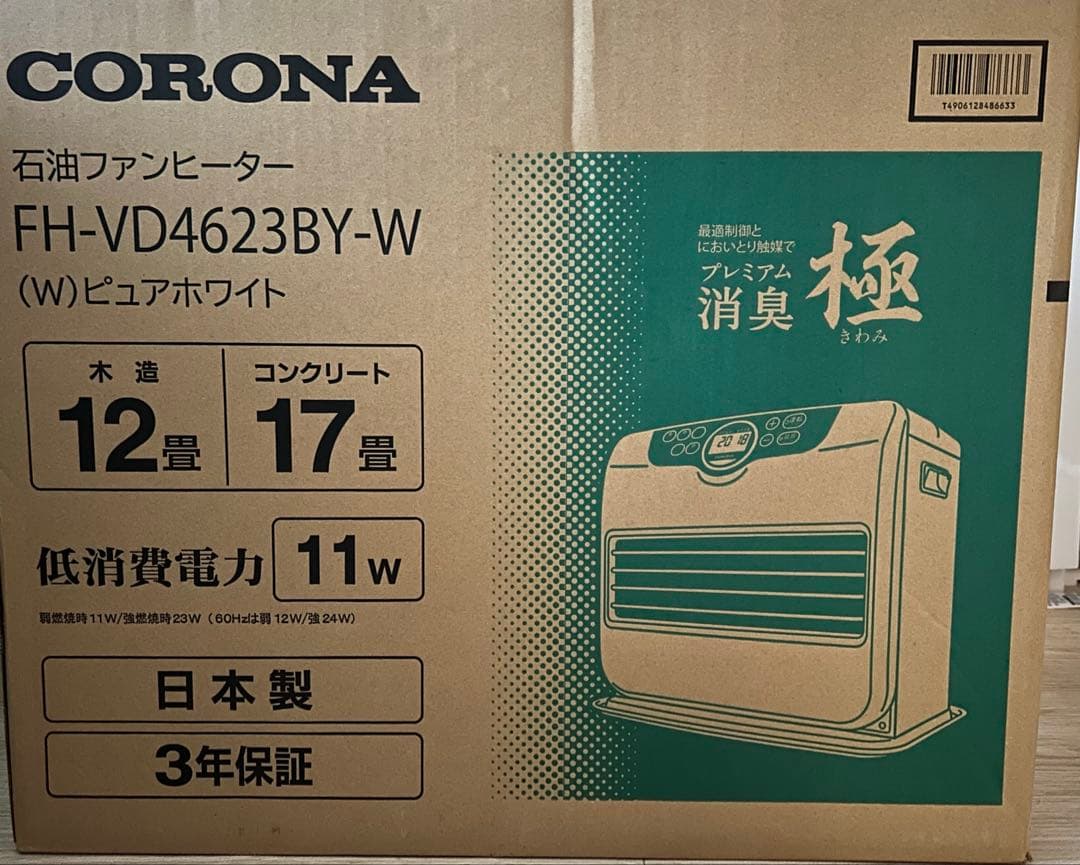 CORONA
T4906128486633
石油ファンヒーター
FH-VD4623BY-W
(W)ピュアホワイト
木造
12畳
コンクリート
17畳
低消費電力
11W
弱燃焼時11W/強燃焼時23W (60Hzは弱12W/強24W)
日本製
3年保証
最適制御と
においとり触媒で
プレミアム
消臭
極
きわみ
20 18